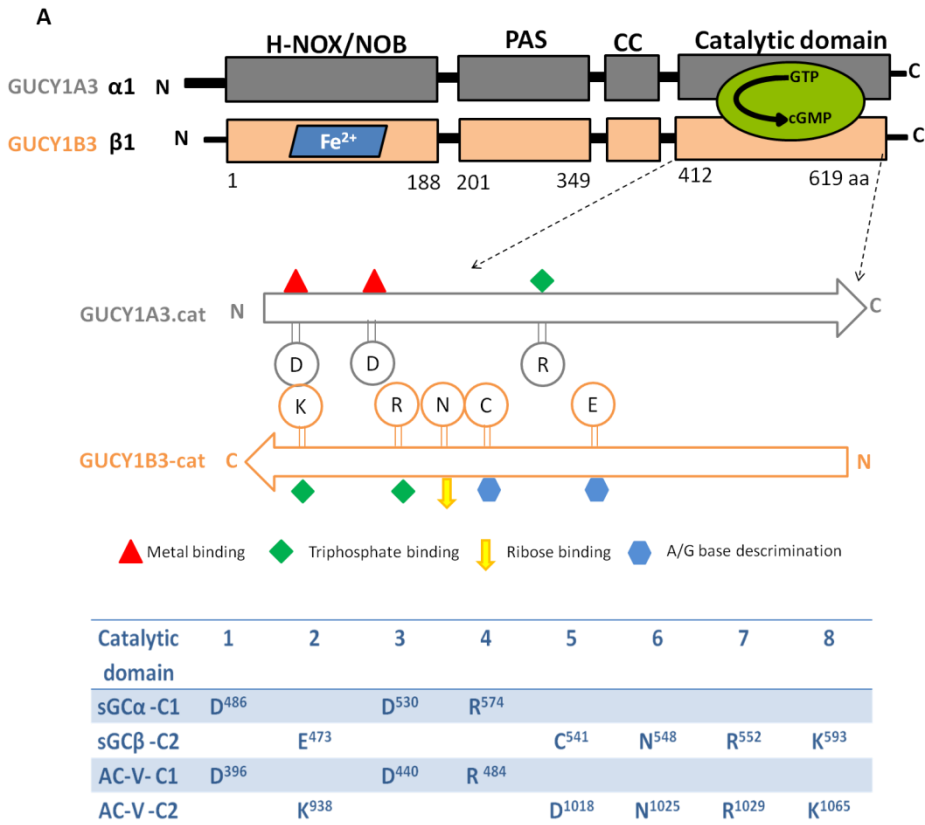 A
H-NOX/NOB PAS CC Catalytic domain
GUCY1A3 α1 N C
GTP
cGMP
GUCY1B3 β1 N Fe²⁺ C
1 188 201 349 412 619 aa
GUCY1A3.cat N C
D D R
K R N C E
GUCY1B3-cat C N
Metal binding Triphosphate binding Ribose binding A/G base descrimination
Catalytic domain 1 2 3 4 5 6 7 8
sGCα -C1 D⁴⁸⁶ D⁵³⁰ R⁵⁷⁴
sGCβ -C2 E⁴⁷³ C⁵⁴¹ N⁵⁴⁸ R⁵⁵² K⁵⁹³
AC-V- C1 D³⁹⁶ D⁴⁴⁰ R ⁴⁸⁴
AC-V -C2 K⁹³⁸ D¹⁰¹⁸ N¹⁰²⁵ R¹⁰²⁹ K¹⁰⁶⁵